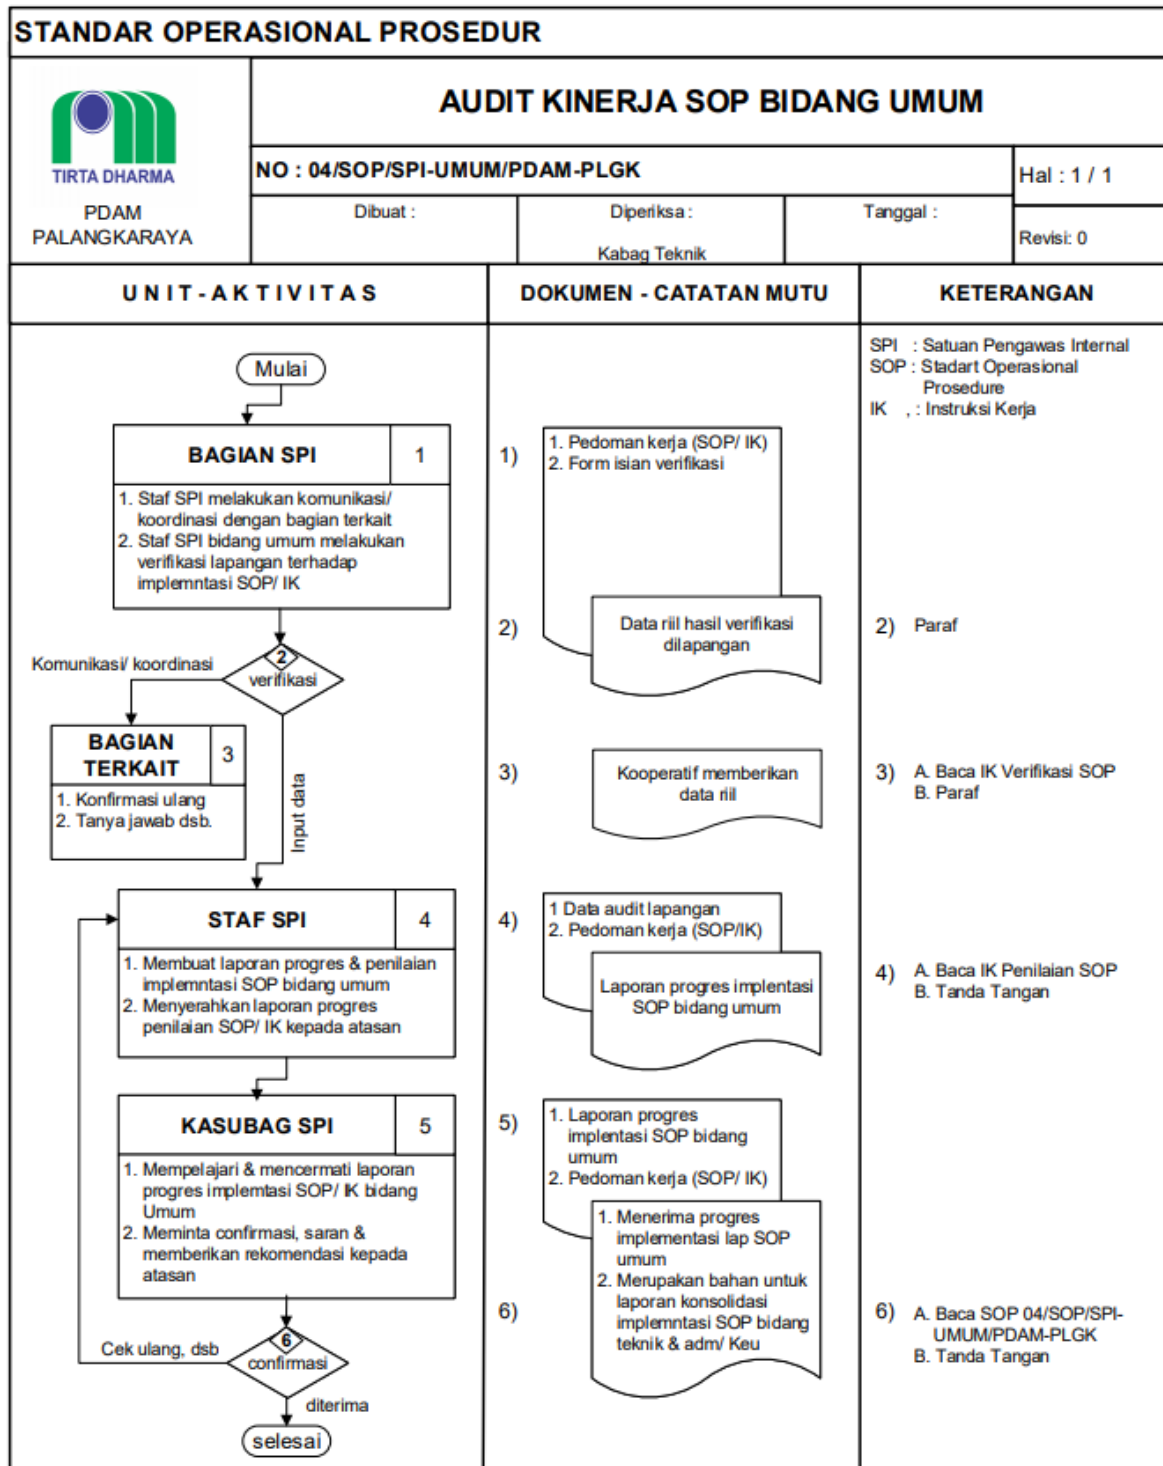 STANDAR OPERASIONAL PROSEDUR
TIRTA DHARMA
PDAM
PALANGKARAYA
AUDIT KINERJA SOP BIDANG UMUM
NO : 04/SOP/SPI-UMUM/PDAM-PLGK
Hal : 1 / 1
Dibuat :
Diperiksa :
Kabag Teknik
Tanggal :
Revisi: 0
UNIT - AKTIVITAS
DOKUMEN - CATATAN MUTU
KETERANGAN
Mulai
BAGIAN SPI
1
1. Staf SPI melakukan komunikasi/
koordinasi dengan bagian terkait
2. Staf SPI bidang umum melakukan
verifikasi lapangan terhadap
implemntasi SOP/ IK
2
verifikasi
Komunikasi/ koordinasi
Input data
BAGIAN
TERKAIT
3
1. Konfirmasi ulang
2. Tanya jawab dsb.
STAF SPI
4
1. Membuat laporan progres & penilaian
implemntasi SOP bidang umum
2. Menyerahkan laporan progres
penilaian SOP/ IK kepada atasan
KASUBAG SPI
5
1. Mempelajari & mencermati laporan
progres implemtasi SOP/ IK bidang
Umum
2. Meminta confirmasi, saran &
memberikan rekomendasi kepada
atasan
6
confirmasi
Cek ulang, dsb
diterima
selesai
1)
1. Pedoman kerja (SOP/ IK)
2. Form isian verifikasi
2)
Data riil hasil verifikasi
dilapangan
3)
Kooperatif memberikan
data riil
4)
1 Data audit lapangan
2. Pedoman kerja (SOP/IK)
Laporan progres implentasi
SOP bidang umum
5)
1. Laporan progres
implentasi SOP bidang
umum
2. Pedoman kerja (SOP/ IK)
6)
1. Menerima progres
implementasi lap SOP
umum
2. Merupakan bahan untuk
laporan konsolidasi
implemntasi SOP bidang
teknik & adm/ Keu
SPI : Satuan Pengawas Internal
SOP : Stadart Operasional
Prosedure
IK , : Instruksi Kerja
2) Paraf
3) A. Baca IK Verifikasi SOP
B. Paraf
4) A. Baca IK Penilaian SOP
B. Tanda Tangan
6) A. Baca SOP 04/SOP/SPI-
UMUM/PDAM-PLGK
B. Tanda Tangan